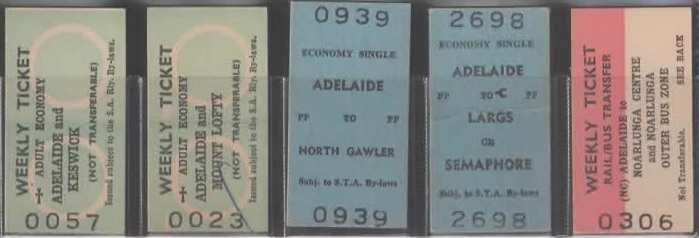 WEEKLY TICKET
+ ADULT ECONOMY
ADELAIDE and
KESWICK
(NOT TRANSFERABLE)
Issued subject to the S.A. Rly. By-laws.
0057
WEEKLY TICKET
+ ADULT ECONOMY
ADELAIDE and
MOUNT LOFTY
(NOT TRANSFERABLE)
Issued subject to the S.A. Rly. By-laws.
0023
0939
ECONOMY SINGLE
ADELAIDE
PP TO PP
NORTH GAWLER
Subj. to S.T.A. By-laws
0939
2698
ECONOMY SINGLE
ADELAIDE
PP TO C PP
LARGS
OR
SEMAPHORE
Subj. to S.T.A. By-laws
2698
WEEKLY TICKET
RAIL/BUS TRANSFER
(NC) ADELAIDE to
NOARLUNGA CENTRE
and NOARLUNGA
OUTER BUS ZONE
Not Transferable. SEE BACK
0306